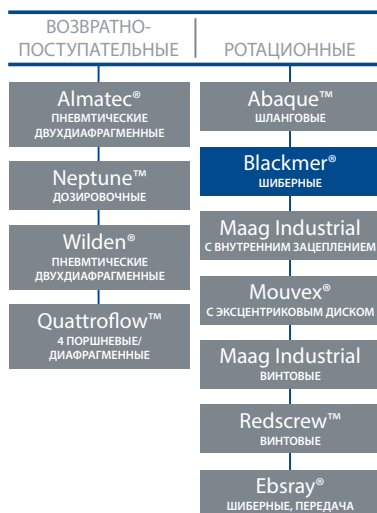 ВОЗВРАТНО-
ПОСТУПАТЕЛЬНЫЕ
Almatec®
ПНЕВМТИЧЕСКИЕ
ДВУХДИАФРАГМЕННЫЕ
Neptune™
ДОЗИРОВОЧНЫЕ
Wilden®
ПНЕВМТИЧЕСКИЕ
ДВУХДИАФРАГМЕННЫЕ
Quattroflow™
4 ПОРШНЕВЫЕ/
ДИАФРАГМЕННЫЕ
РОТАЦИОННЫЕ
Abaque™
ШЛАНГОВЫЕ
Blackmer®
ШИБЕРНЫЕ
Maag Industrial
С ВНУТРЕННИМ ЗАЦЕПЛЕНИЕМ
Mouvex®
С ЭКСЦЕНТРИКОВЫМ ДИСКОМ
Maag Industrial
ВИНТОВЫЕ
Redscrew™
ВИНТОВЫЕ
Ebsray®
ШИБЕРНЫЕ, ПЕРЕДАЧА